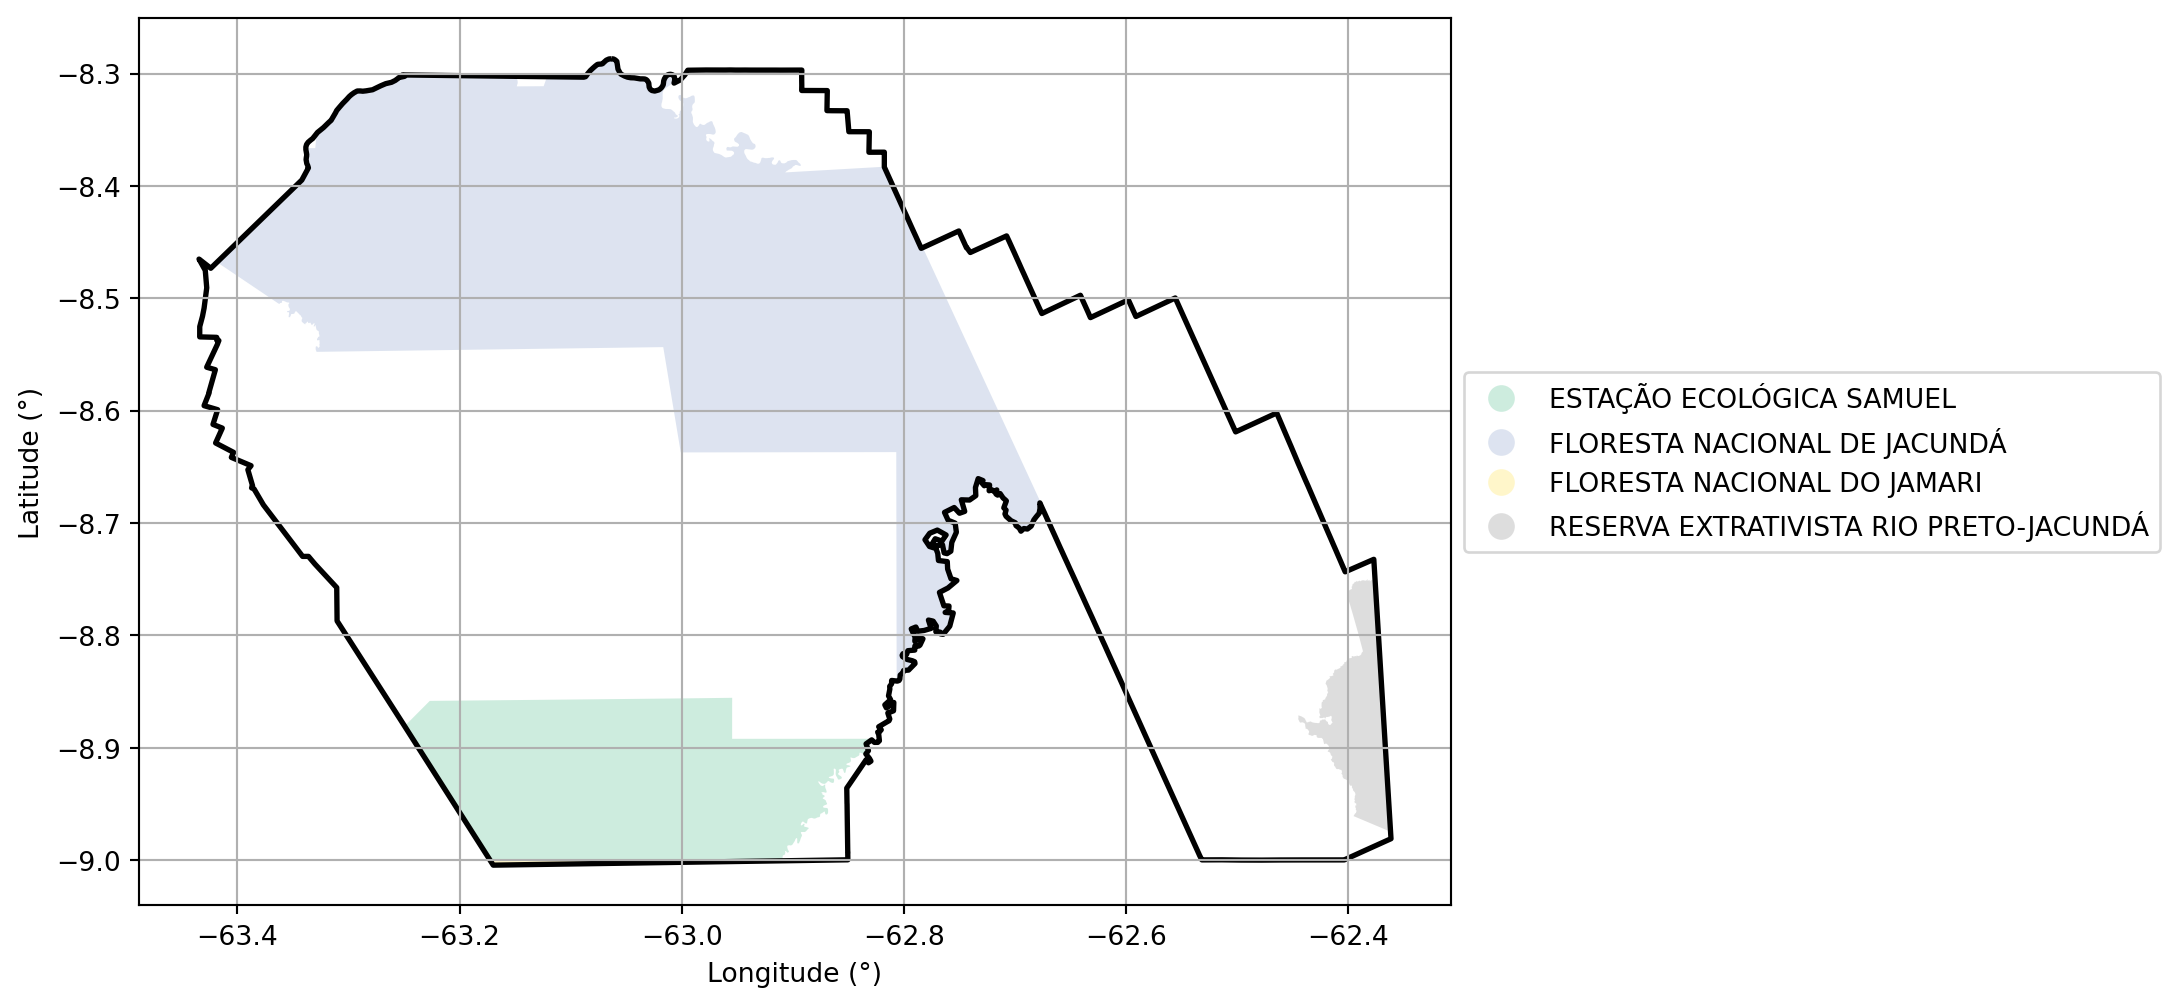 −8.3
−8.4
−8.5
−8.6
−8.7
−8.8
−8.9
−9.0
Latitude (°)
−63.4
−63.2
−63.0
−62.8
−62.6
−62.4
Longitude (°)
ESTAÇÃO ECOLÓGICA SAMUEL
FLORESTA NACIONAL DE JACUNDÁ
FLORESTA NACIONAL DO JAMARI
RESERVA EXTRATIVISTA RIO PRETO-JACUNDÁ